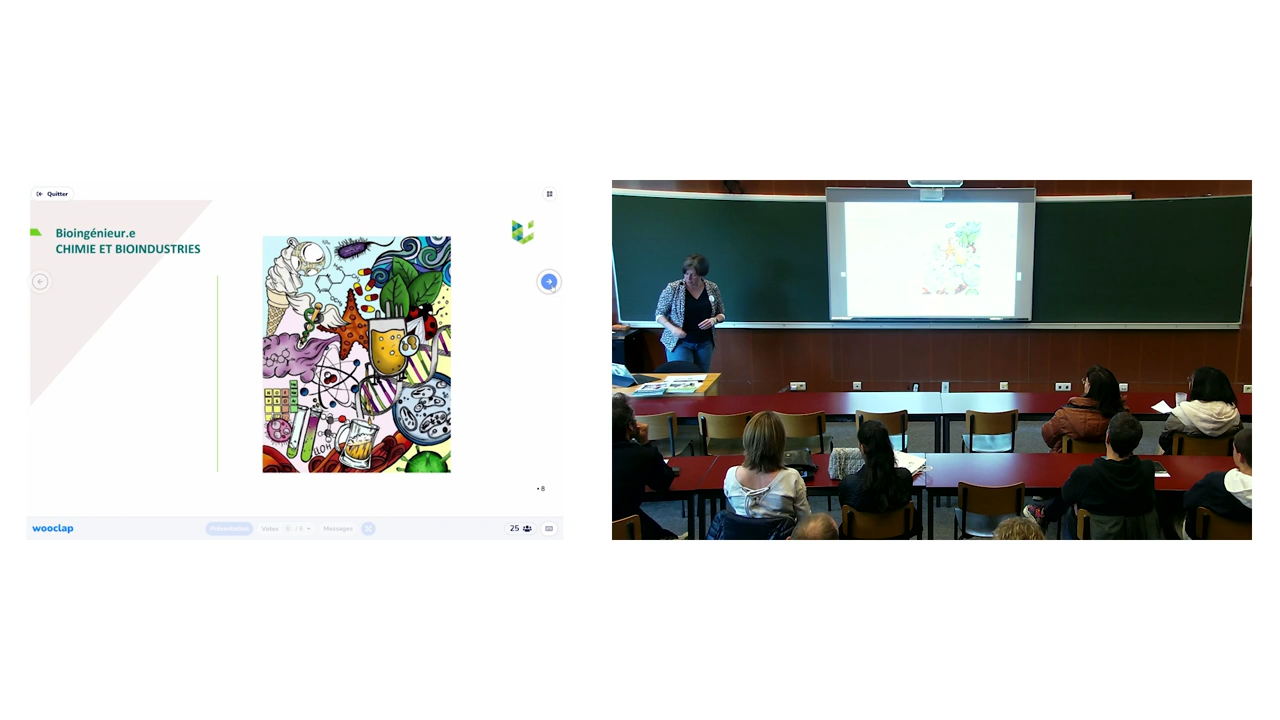 Quitter
Bioingénieur.e
CHIMIE ET BIOINDUSTRIES
• 8
wooclap
Présentation
Votes
Messages
25